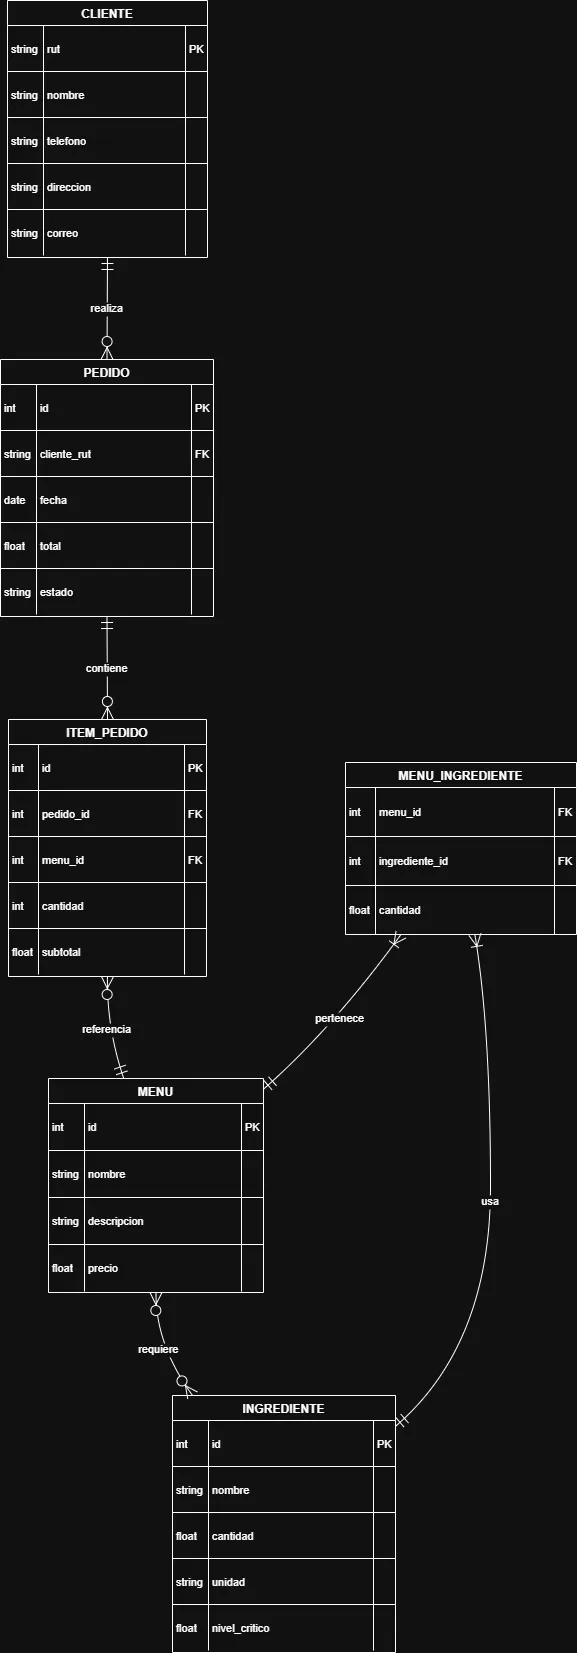 CLIENTE
string rut PK
string nombre
string telefono
string direccion
string correo
realiza
PEDIDO
int id PK
string cliente_rut FK
date fecha
float total
string estado
contiene
ITEM_PEDIDO
int id PK
int pedido_id FK
int menu_id FK
int cantidad
float subtotal
MENU_INGREDIENTE
int menu_id FK
int ingrediente_id FK
float cantidad
referencia
pertenece
MENU
int id PK
string nombre
string descripcion
float precio
usa
requiere
INGREDIENTE
int id PK
string nombre
float cantidad
string unidad
float nivel_critico